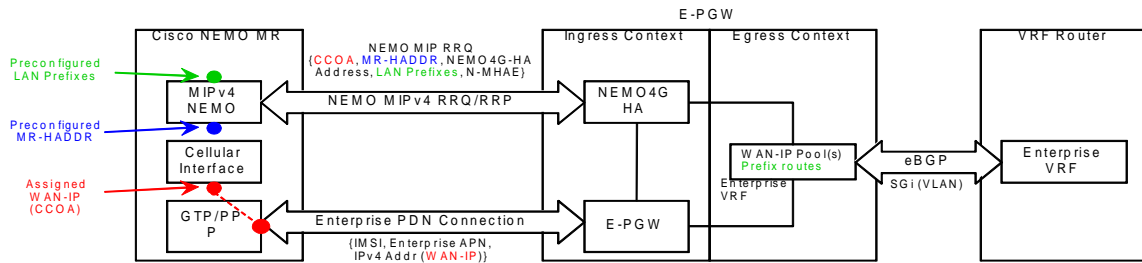 E-PGW
Cisco NEMO MR
Ingress Context
Egress Context
VRF Router
Preconfigured
LAN Prefixes
NEMO MIP RRQ
{CCOA, MR-HADDR, NEMO4G-HA
Address, LAN Prefixes, N-MHAE}
MIPv4
NEMO
NEMO MIPv4 RRQ/RRP
NEMO4G
HA
Preconfigured
MR-HADDR
Cellular
Interface
WAN-IP Pool(s)
Prefix routes
eBGP
Enterprise
VRF
SGi (VLAN)
Assigned
WAN-IP
(CCOA)
Enterprise
VRF
GTP/PP
P
Enterprise PDN Connection
E-PGW
{IMSI, Enterprise APN,
IPv4 Addr (WAN-IP)}